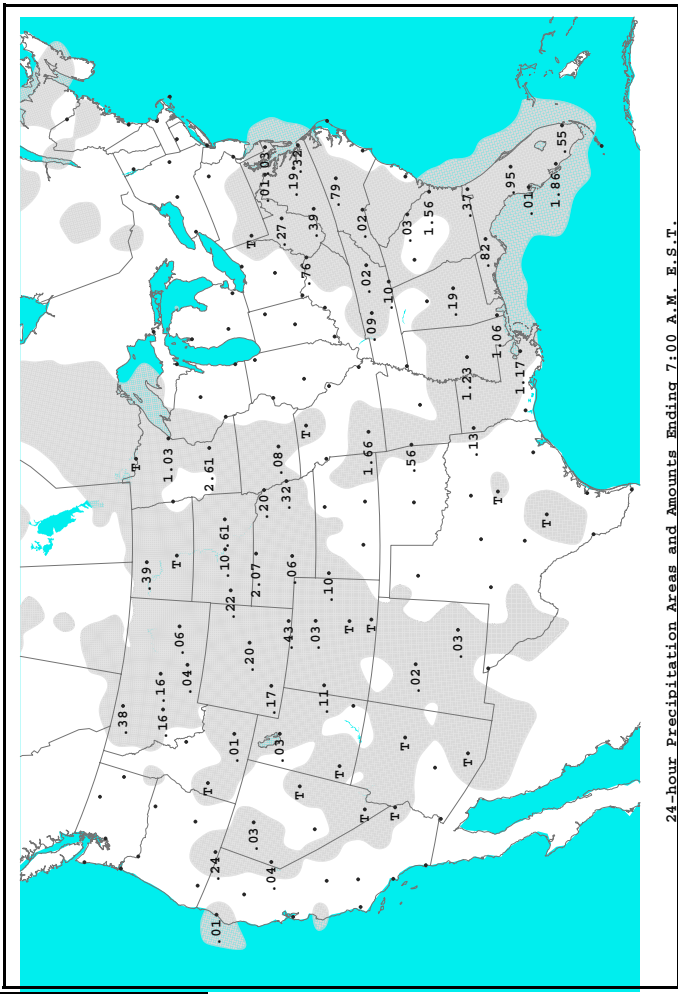 .38
T
.39
.16 .16 1.03
.06 T
.04
T 2.61
.01 .24
.22 .10 .61
.01
.20 T
.03 2.07
.20 .01 .03
.04 .17
.03 .08 .27
.43 .06 .32
.19 .32
T T .76
.03 .39
.11 .10
T .79
T
T .02
T 1.66 .02
.09
.10
T
T .03
.02 .56
1.56
.03 .19
T 1.23 .37
.13
.82
T 1.06
.95
1.17
.01
T
1.86
.55
24-hour Precipitation Areas and Amounts Ending 7:00 A.M. E.S.T.